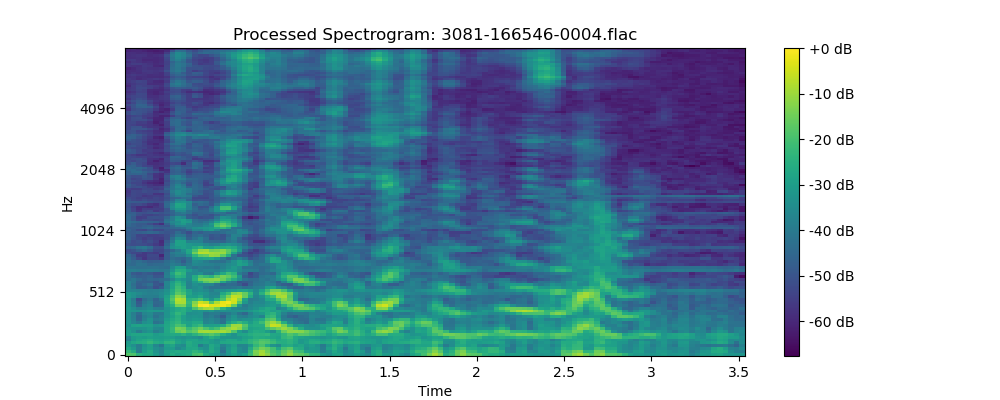 Processed Spectrogram: 3081-166546-0004.flac
Hz
4096
2048
1024
512
0
0 0.5 1 1.5 2 2.5 3 3.5
Time
+0 dB
-10 dB
-20 dB
-30 dB
-40 dB
-50 dB
-60 dB